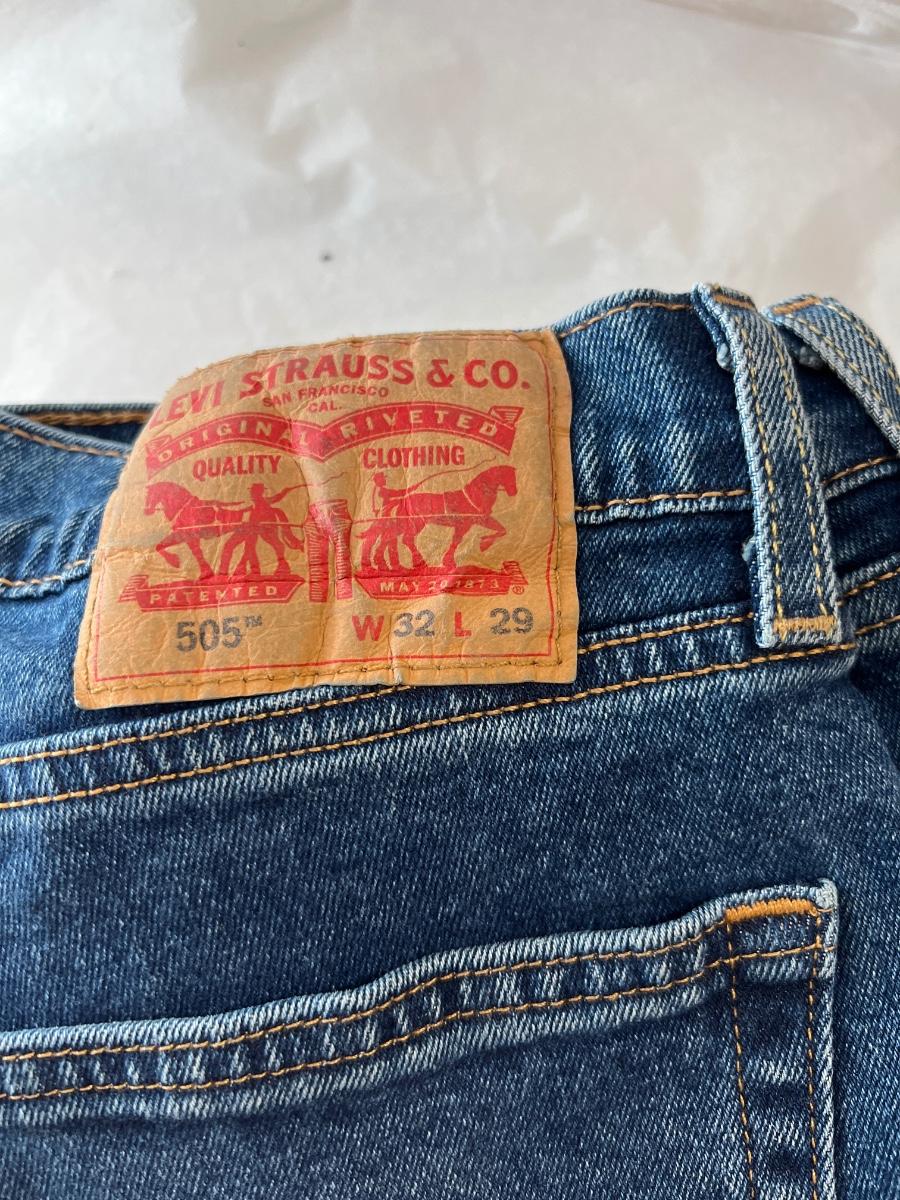 LEVI STRAUSS & CO.
SAN FRANCISCO
CAL.
ORIGINAL RIVETED
QUALITY CLOTHING
PATENTED MAY 20 1873 ®
505™ W 32 L 29